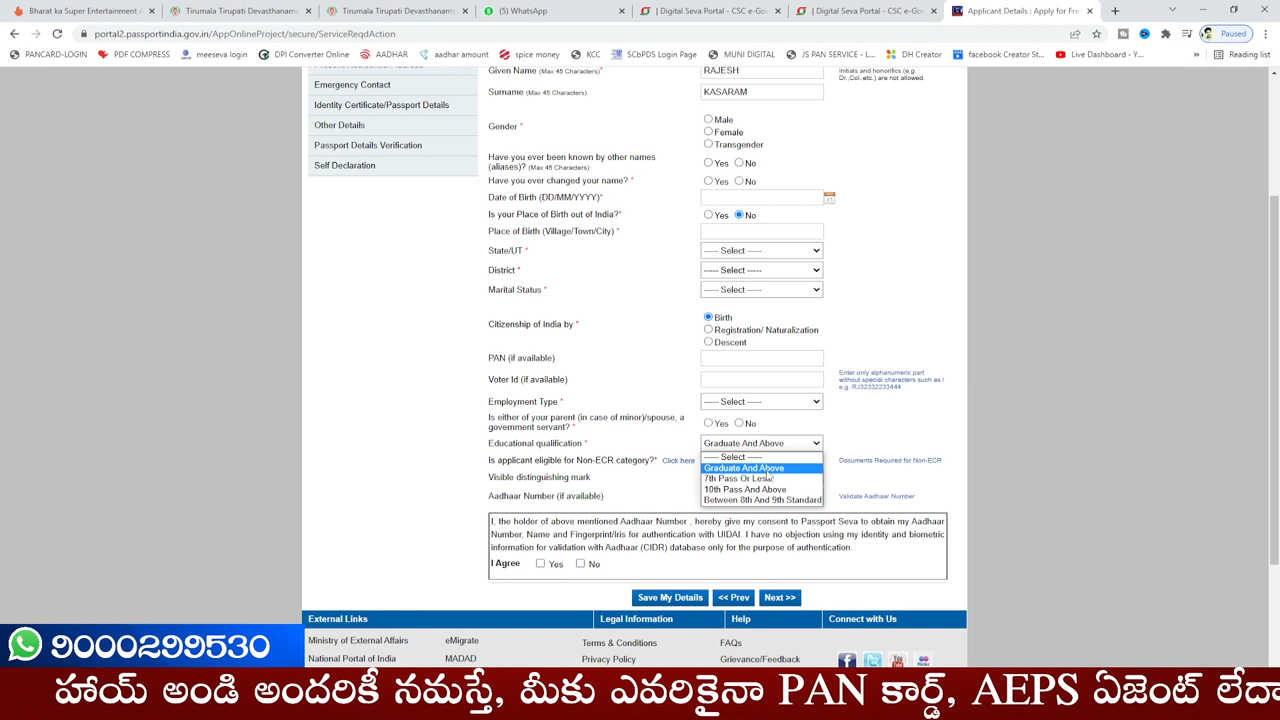 Bharat ka Super Entertainment A
Tirumala Tirupati Devasthanams
Tirumala Tirupati Devasthanams
(5) WhatsApp
Digital Seva Portal - CSC e-Gov
Digital Seva Portal - CSC e-Gov
Applicant Details : Apply for Fre
portal2.passportindia.gov.in/AppOnlineProject/secure/ServiceReqdAction
Paused
PANCARD-LOGIN
PDF COMPRESS
meeseva login
DPI Converter Online
AADHAR
aadhar amount
spice money
KCC
SCbPDS Login Page
MUNI DIGITAL
JS PAN SERVICE - L...
DH Creator
facebook Creator St...
Live Dashboard - Yo...
Reading list
Emergency Contact
Identity Certificate/Passport Details
Other Details
Passport Details Verification
Self Declaration
Given Name (Max 45 Characters)* RAJESH
Initials and honorifics (e.g. Dr.,Col.,etc.) are not allowed.
Surname (Max 45 Characters) KASARAM
Gender *
Male
Female
Transgender
Have you ever been known by other names
(aliases)? (Max 45 Characters) Yes No
Have you ever changed your name? * Yes No
Date of Birth (DD/MM/YYYY)*
Is your Place of Birth out of India?* Yes No
Place of Birth (Village/Town/City) *
State/UT * ----- Select -----
District * ----- Select -----
Marital Status * ----- Select -----
Citizenship of India by *
Birth
Registration/ Naturalization
Descent
PAN (if available)
Voter Id (if available)
Enter only alphanumeric part
without special characters such as /
e.g. RJ32332233444
Employment Type * ----- Select -----
Is either of your parent (in case of minor)/spouse, a
government servant? * Yes No
Educational qualification * Graduate And Above
----- Select -----
Graduate And Above
7th Pass Or Less
10th Pass And Above
Between 8th And 9th Standard
Is applicant eligible for Non-ECR category?* Click here
Documents Required for Non-ECR
Visible distinguishing mark
Aadhaar Number (if available)
Validate Aadhaar Number
I, the holder of above mentioned Aadhaar Number , hereby give my consent to Passport Seva to obtain my Aadhaar
Number, Name and Fingerprint/Iris for authentication with UIDAI. I have no objection using my identity and biometric
information for validation with Aadhaar (CIDR) database only for the purpose of authentication.
I Agree Yes No
Save My Details
<< Prev
Next >>
External Links
Legal Information
Help
Connect with Us
Ministry of External Affairs
eMigrate
Terms & Conditions
FAQs
National Portal of India
MADAD
Privacy Policy
Grievance/Feedback
9000299530
హాయ్ అండి అందరికీ నమస్తే, మీకు ఎవరికైనా PAN కార్డ్, AEPS ఏజెంట్ లేదా